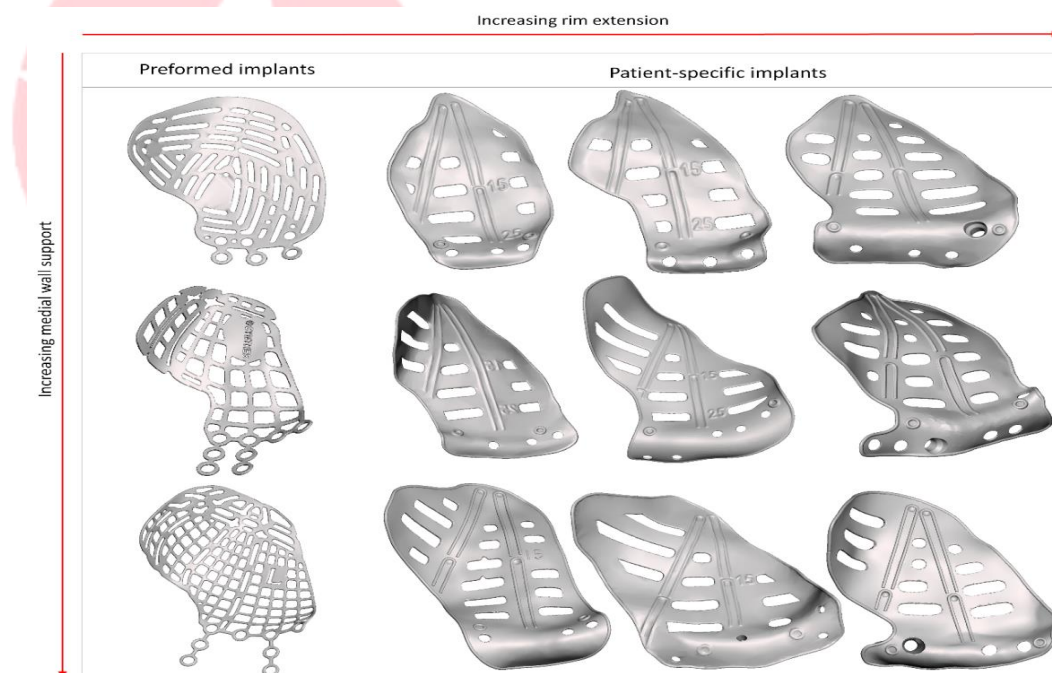 Increasing rim extension
Preformed implants
Patient-specific implants
Increasing medial wall support
15
25
15
25
15
25
15
15
L